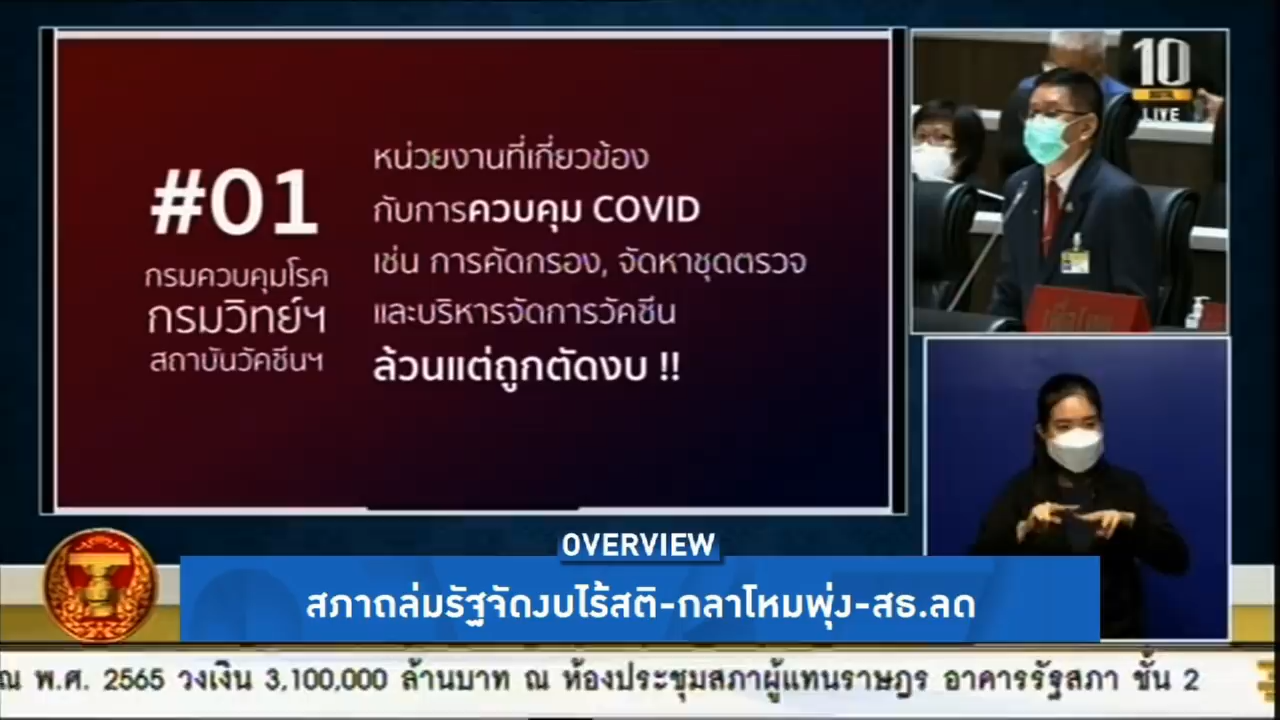 #01
กรมควบคุมโรค
กรมวิทย์ฯ
สถาบันวัคซีนฯ
หน่วยงานที่เกี่ยวข้อง
กับการควบคุม COVID
เช่น การคัดกรอง, จัดหาชุดตรวจ
และบริหารจัดการวัคซีน
ล้วนแต่ถูกตัดงบ !!
10
DIGITAL
LIVE
เพื่อไทย
OVERVIEW
สภาถล่มรัฐจัดงบไร้สติ-กลาโหมพุ่ง-สธ.ลด
ณ พ.ศ. 2565 วงเงิน 3,100,000 ล้านบาท ณ ห้องประชุมสภาผู้แทนราษฎร อาคารรัฐสภา ชั้น 2